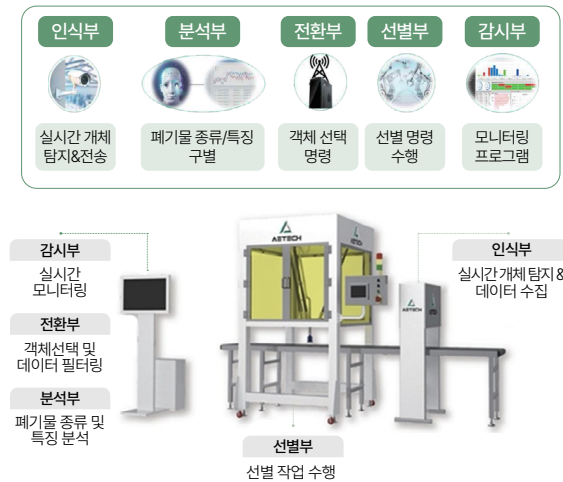 인식부
분석부
전환부
선별부
감시부
실시간 개체
탐지&전송
폐기물 종류/특징
구별
객체 선택
명령
선별 명령
수행
모니터링
프로그램
감시부
실시간
모니터링
전환부
객체선택 및
데이터 필터링
분석부
폐기물 종류 및
특징 분석
AETECH
AETECH
인식부
실시간 개체 탐지 &
데이터 수집
선별부
선별 작업 수행